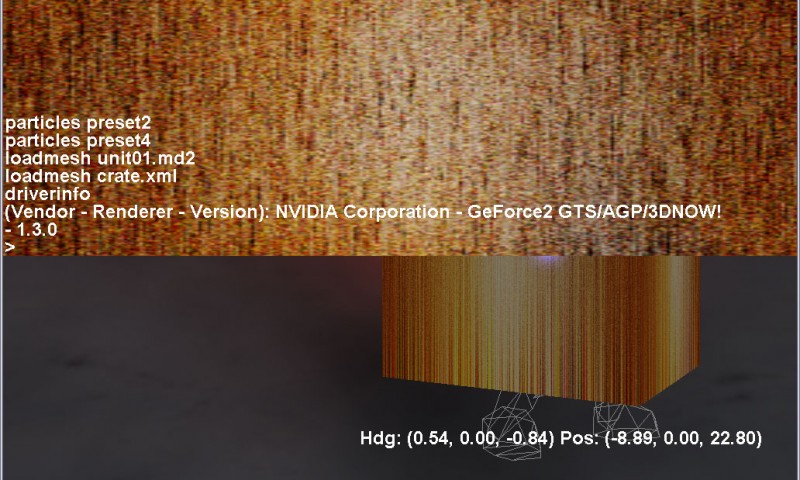 particles preset2
particles preset4
loadmesh unit01.md2
loadmesh crate.xml
driverinfo
(Vendor - Renderer - Version): NVIDIA Corporation - GeForce2 GTS/AGP/3DNOW!
- 1.3.0
>
Hdg: (0.54, 0.00, -0.84) Pos: (-8.89, 0.00, 22.80)